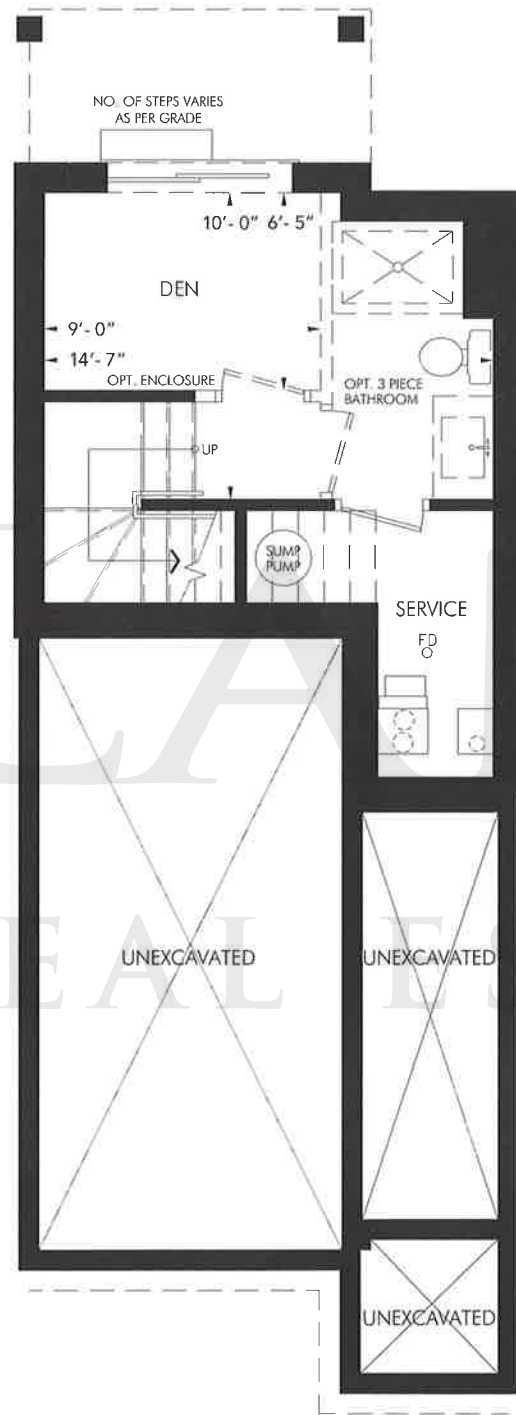 NO. OF STEPS VARIES
AS PER GRADE
10'- 0" 6'- 5"
DEN
9'- 0"
14'- 7"
OPT. ENCLOSURE
OPT. 3 PIECE
BATHROOM
UP
SUMP
PUMP
SERVICE
FD
UNEXCAVATED
UNEXCAVATED
UNEXCAVATED